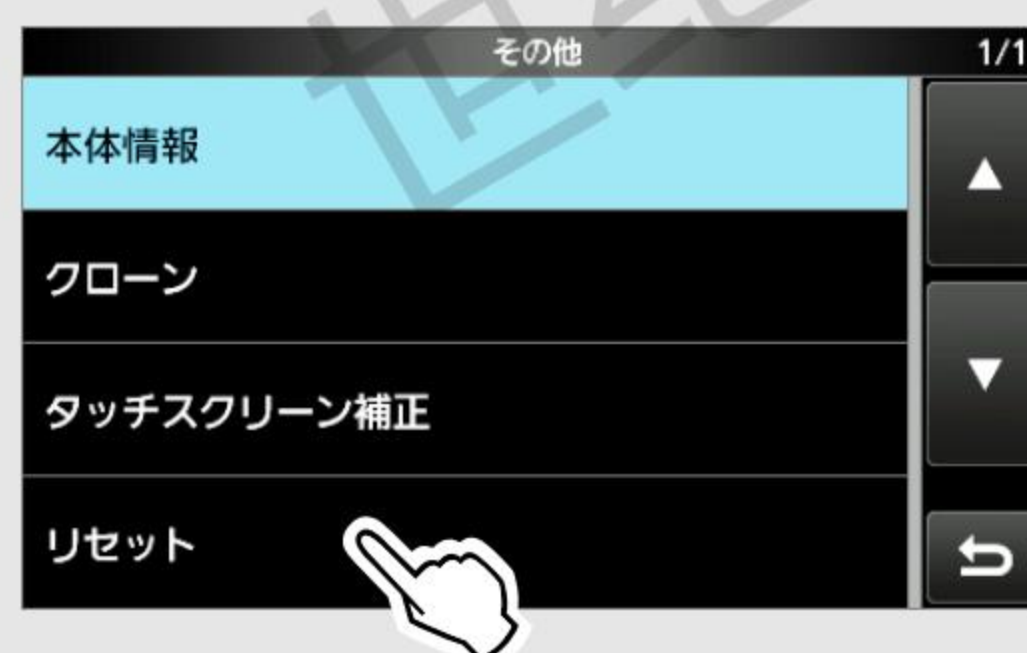 その他 1/1
本体情報
クローン
タッチスクリーン補正
リセット